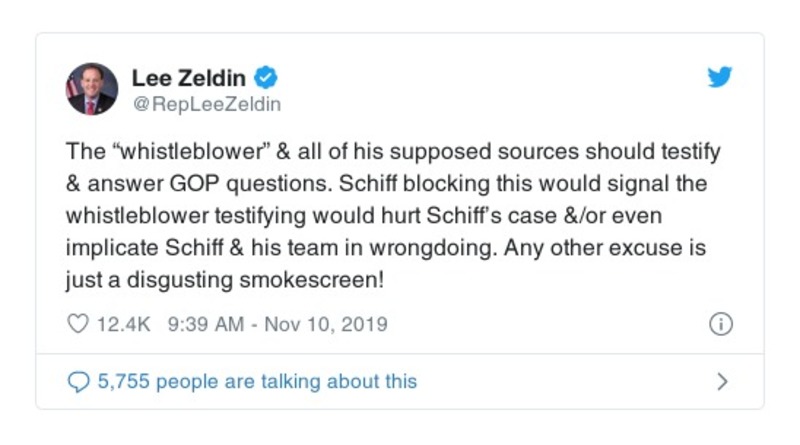 Lee Zeldin
@RepLeeZeldin
The “whistleblower” & all of his supposed sources should testify
& answer GOP questions. Schiff blocking this would signal the
whistleblower testifying would hurt Schiff’s case &/or even
implicate Schiff & his team in wrongdoing. Any other excuse is
just a disgusting smokescreen!
12.4K 9:39 AM - Nov 10, 2019
5,755 people are talking about this